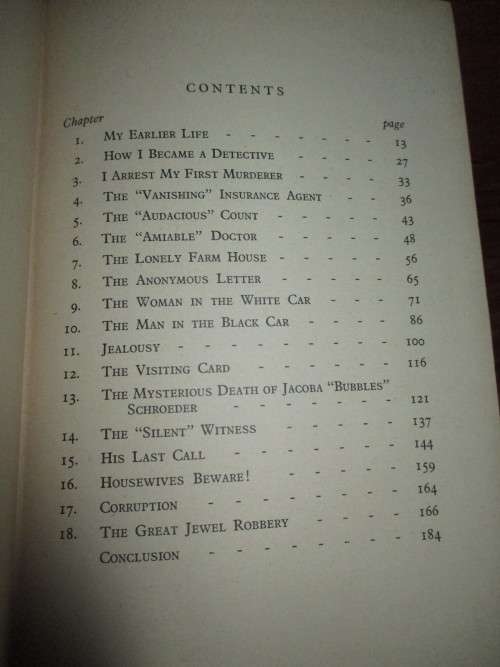 CONTENTS
Chapter page
1. MY EARLIER LIFE - - - - - - 13
2. HOW I BECAME A DETECTIVE - - - - 27
3. I ARREST MY FIRST MURDERER - - - - 33
4. THE “VANISHING” INSURANCE AGENT - - 36
5. THE “AUDACIOUS” COUNT - - - - - 43
6. THE “AMIABLE” DOCTOR - - - - - 48
7. THE LONELY FARM HOUSE - - - - - 56
8. THE ANONYMOUS LETTER - - - - - 65
9. THE WOMAN IN THE WHITE CAR - - - 71
10. THE MAN IN THE BLACK CAR - - - - 86
11. JEALOUSY - - - - - - - - 100
12. THE VISITING CARD - - - - - 116
13. THE MYSTERIOUS DEATH OF JACOBA “BUBBLES”
SCHROEDER - - - - - - 121
14. THE “SILENT” WITNESS - - - - - 137
15. HIS LAST CALL - - - - - - 144
16. HOUSEWIVES BEWARE! - - - - - 159
17. CORRUPTION - - - - - - - 164
18. THE GREAT JEWEL ROBBERY - - - - 166
CONCLUSION - - - - - - - 184